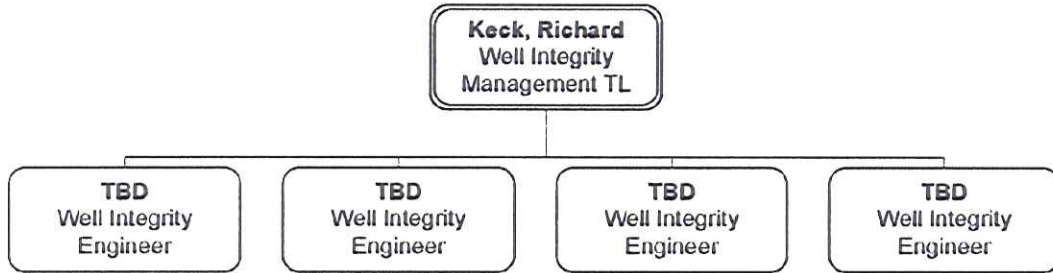 Keck, Richard
Well Integrity
Management TL
TBD
Well Integrity
Engineer
TBD
Well Integrity
Engineer
TBD
Well Integrity
Engineer
TBD
Well Integrity
Engineer